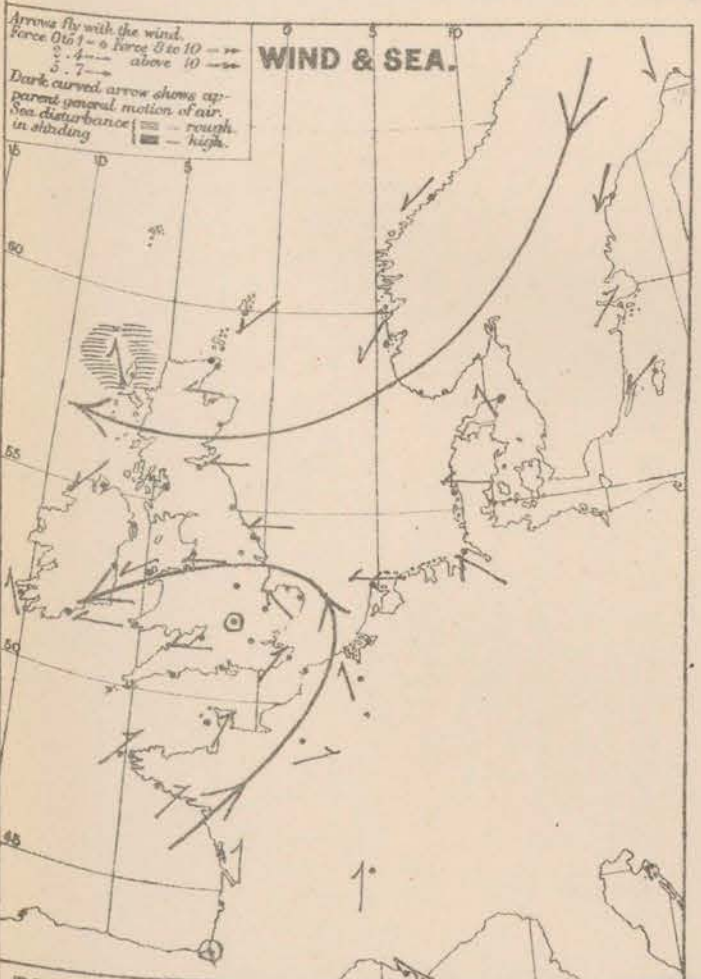 Arrows fly with the wind.
Force 0 to 1 – o Force 8 to 10 –
2 . 4 – above 10 –
5 . 7 –
Dark curved arrow shows ap-
parent general motion of air.
Sea disturbance { – rough.
in shading { – high.
WIND & SEA.
0 5 10
15 10 5
60
55
50
45